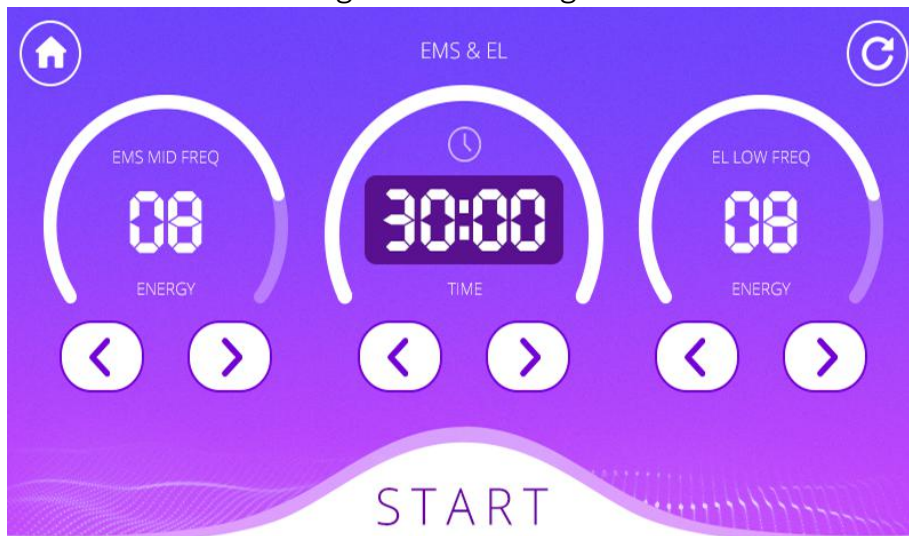 EMS & EL
EMS MID FREQ
08
ENERGY
30:00
TIME
EL LOW FREQ
08
ENERGY
START